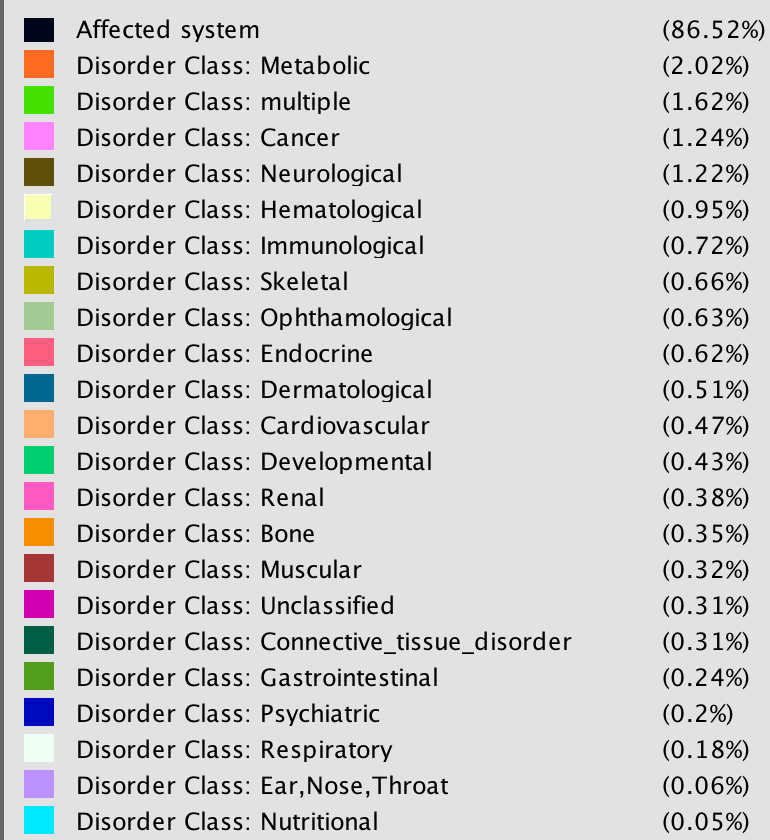 Affected system (86.52%)
Disorder Class: Metabolic (2.02%)
Disorder Class: multiple (1.62%)
Disorder Class: Cancer (1.24%)
Disorder Class: Neurological (1.22%)
Disorder Class: Hematological (0.95%)
Disorder Class: Immunological (0.72%)
Disorder Class: Skeletal (0.66%)
Disorder Class: Ophthamological (0.63%)
Disorder Class: Endocrine (0.62%)
Disorder Class: Dermatological (0.51%)
Disorder Class: Cardiovascular (0.47%)
Disorder Class: Developmental (0.43%)
Disorder Class: Renal (0.38%)
Disorder Class: Bone (0.35%)
Disorder Class: Muscular (0.32%)
Disorder Class: Unclassified (0.31%)
Disorder Class: Connective_tissue_disorder (0.31%)
Disorder Class: Gastrointestinal (0.24%)
Disorder Class: Psychiatric (0.2%)
Disorder Class: Respiratory (0.18%)
Disorder Class: Ear,Nose,Throat (0.06%)
Disorder Class: Nutritional (0.05%)